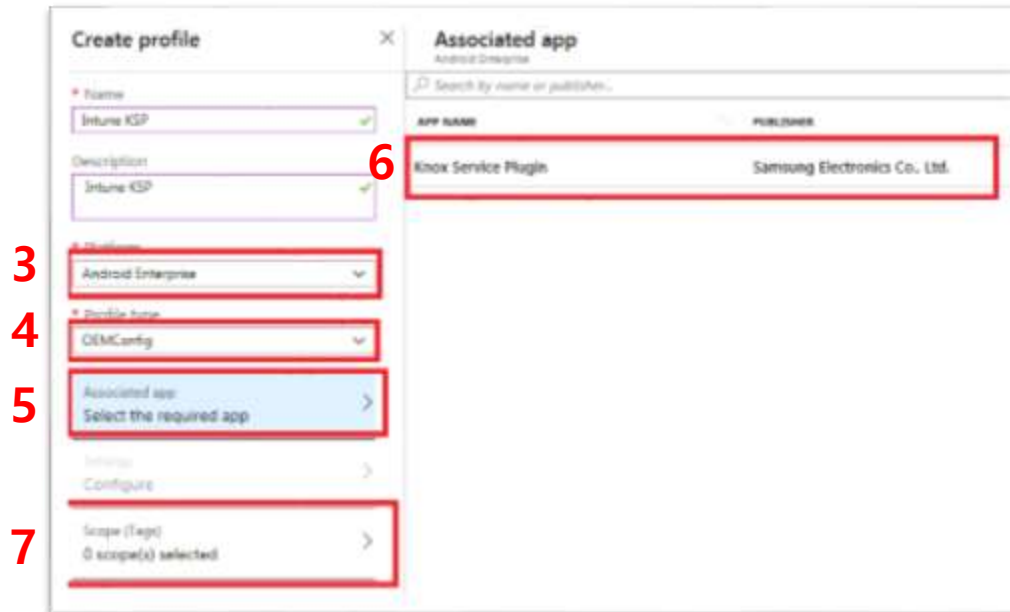 Create profile
Associated app
Android Enterprise
* Name
Search by name or publisher...
Intune KSP
APP NAME
PUBLISHER
Description
6
Knox Service Plugin
Samsung Electronics Co., Ltd.
Intune KSP
* Platform
3
Android Enterprise
* Profile type
4
OEMConfig
5
Associated app
Select the required app
Settings
Configure
7
Scope (Tags)
0 scope(s) selected